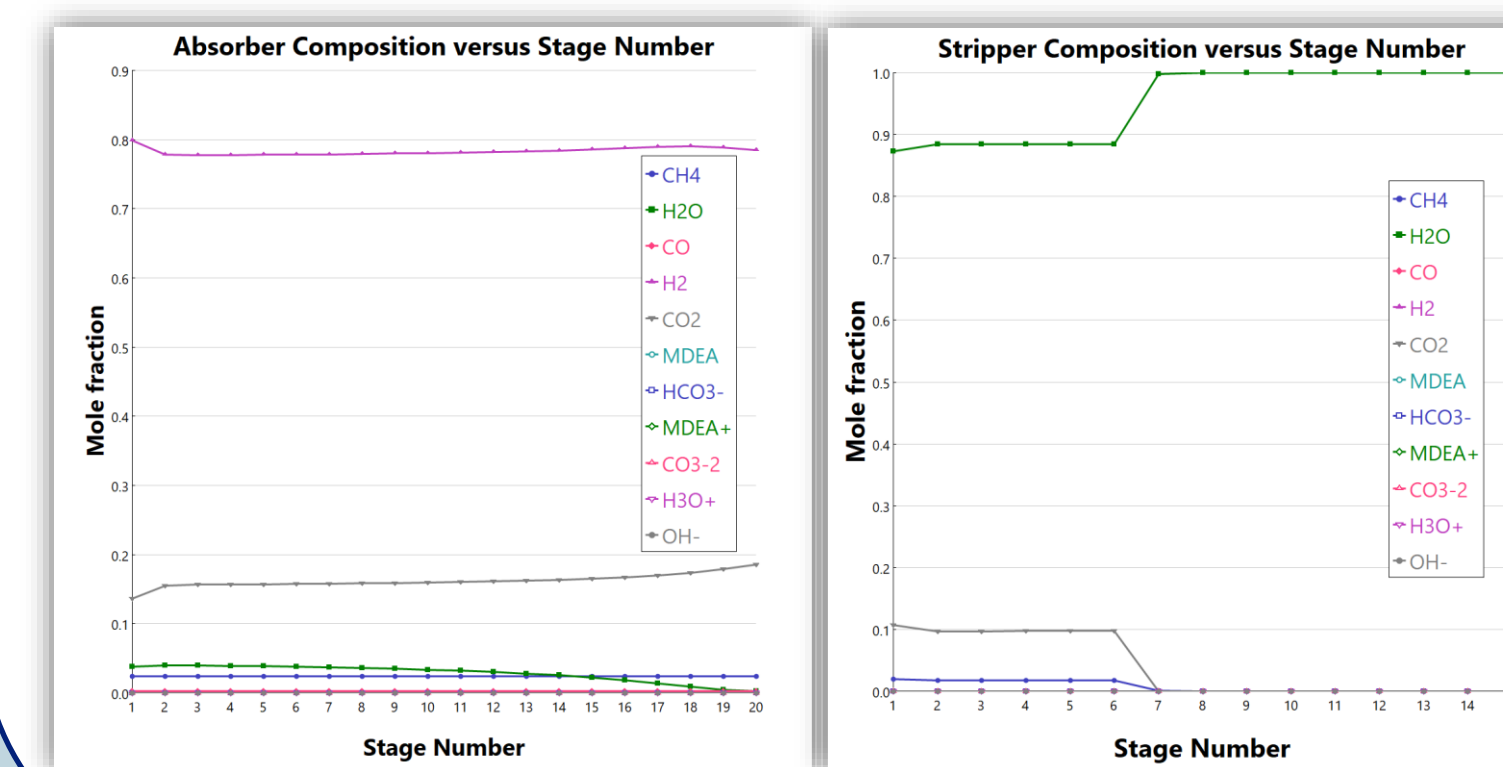 Absorber Composition versus Stage Number
0.9
0.8
0.7
0.6
0.5
0.4
0.3
0.2
0.1
0.0
Mole fraction
CH4
H2O
CO
H2
CO2
MDEA
HCO3-
MDEA+
CO3-2
H3O+
OH-
1 2 3 4 5 6 7 8 9 10 11 12 13 14 15 16 17 18 19 20
Stage Number
Stripper Composition versus Stage Number
1.0
0.9
0.8
0.7
0.6
0.5
0.4
0.3
0.2
0.1
0.0
Mole fraction
CH4
H2O
CO
H2
CO2
MDEA
HCO3-
MDEA+
CO3-2
H3O+
OH-
1 2 3 4 5 6 7 8 9 10 11 12 13 14
Stage Number